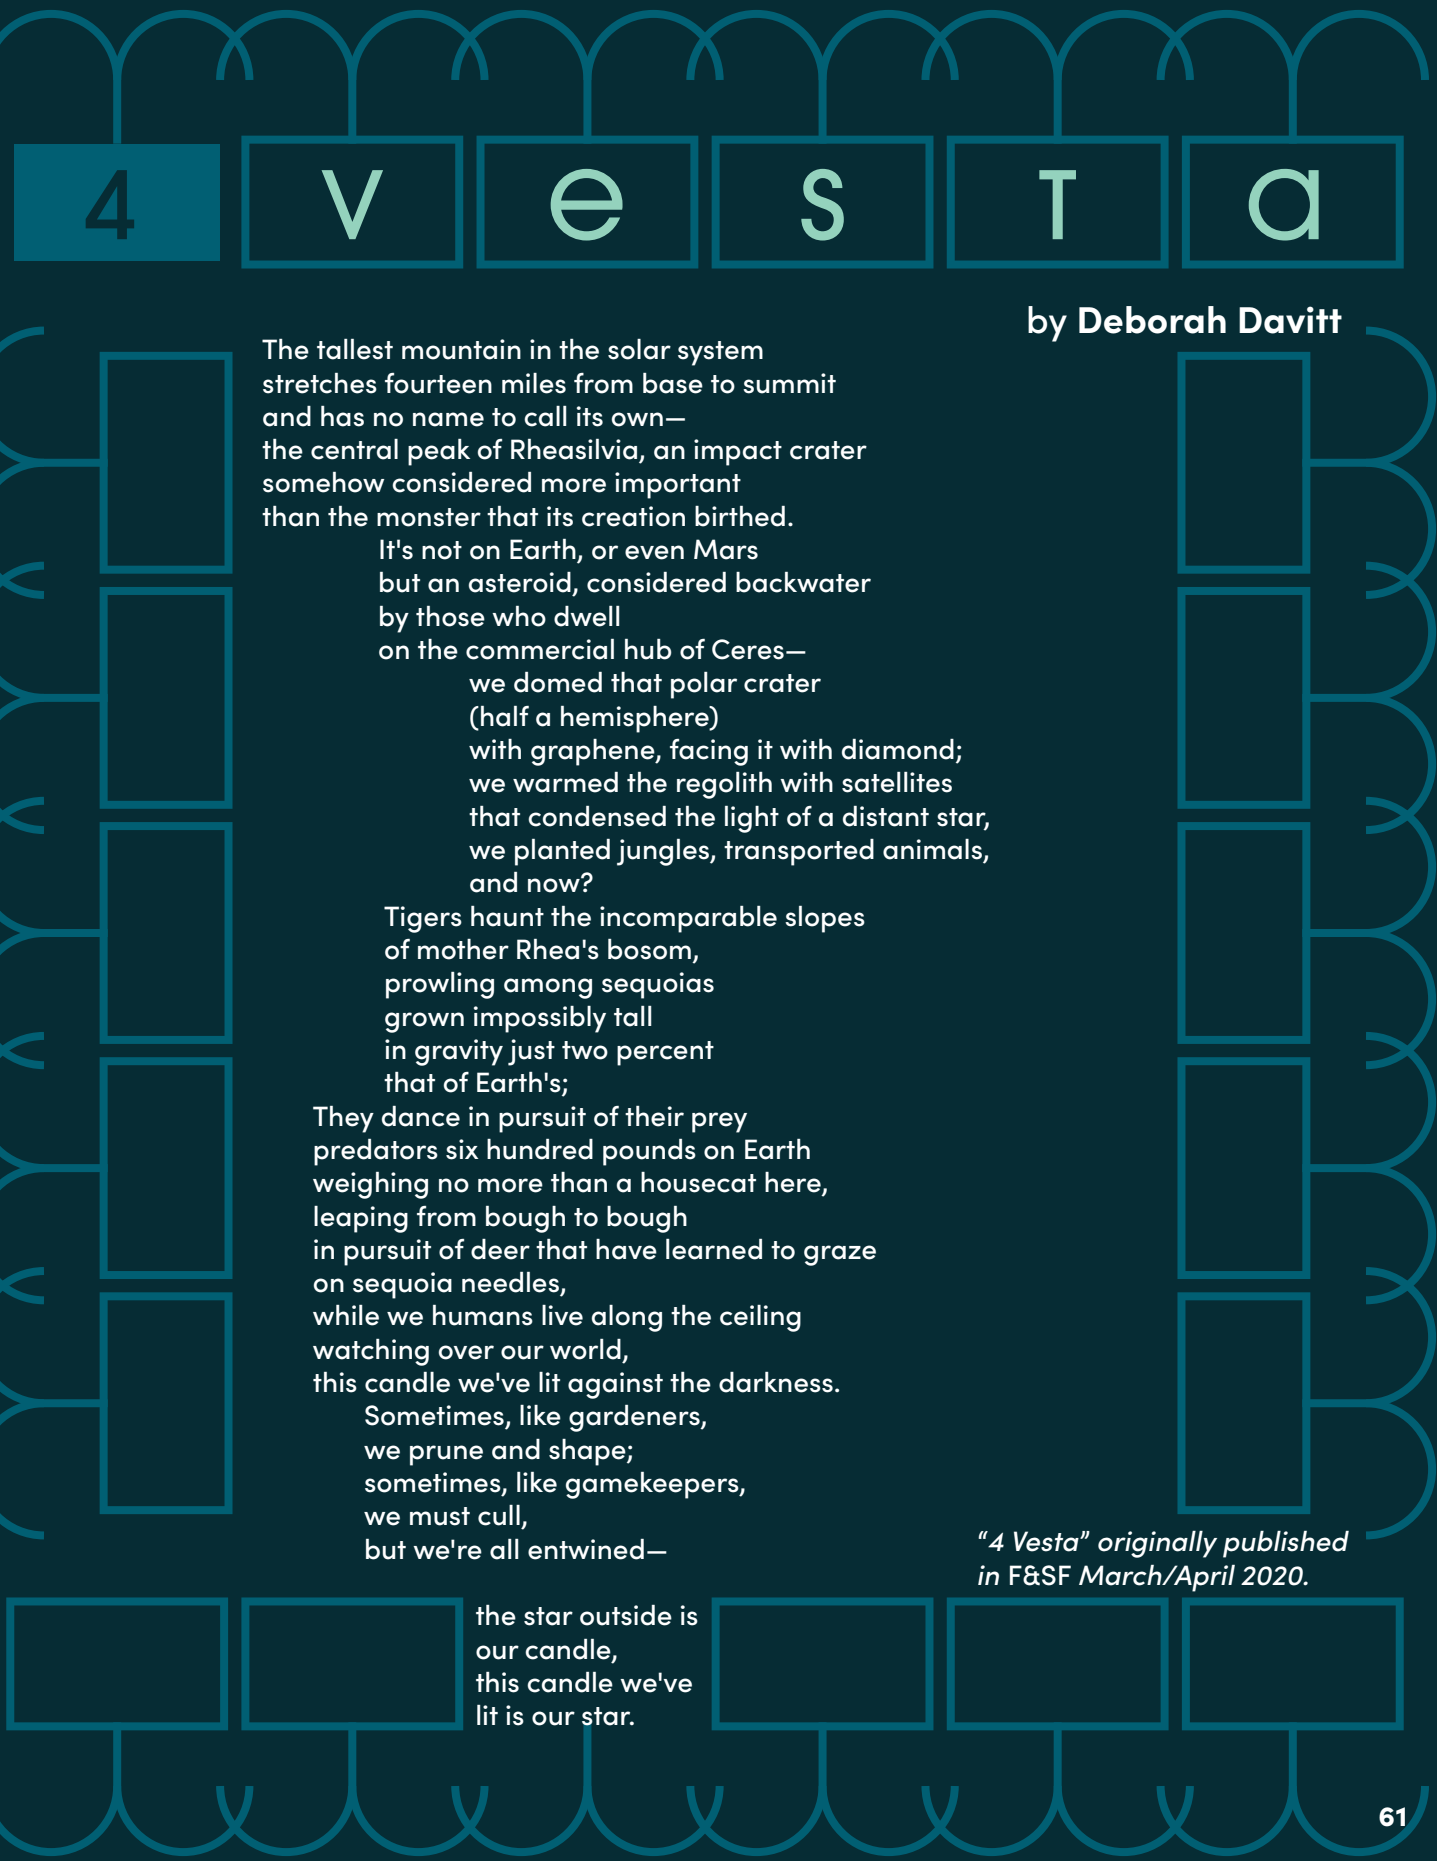 4 vesta
by Deborah Davitt
The tallest mountain in the solar system
stretches fourteen miles from base to summit
and has no name to call its own—
the central peak of Rheasilvia, an impact crater
somehow considered more important
than the monster that its creation birthed.
It's not on Earth, or even Mars
but an asteroid, considered backwater
by those who dwell
on the commercial hub of Ceres—
we domed that polar crater
(half a hemisphere)
with graphene, facing it with diamond;
we warmed the regolith with satellites
that condensed the light of a distant star,
we planted jungles, transported animals,
and now?
Tigers haunt the incomparable slopes
of mother Rhea's bosom,
prowling among sequoias
grown impossibly tall
in gravity just two percent
that of Earth's;
They dance in pursuit of their prey
predators six hundred pounds on Earth
weighing no more than a housecat here,
leaping from bough to bough
in pursuit of deer that have learned to graze
on sequoia needles,
while we humans live along the ceiling
watching over our world,
this candle we've lit against the darkness.
Sometimes, like gardeners,
we prune and shape;
sometimes, like gamekeepers,
we must cull,
but we're all entwined—
the star outside is
our candle,
this candle we've
lit is our star.
“4 Vesta” originally published
in F&SF March/April 2020.
61